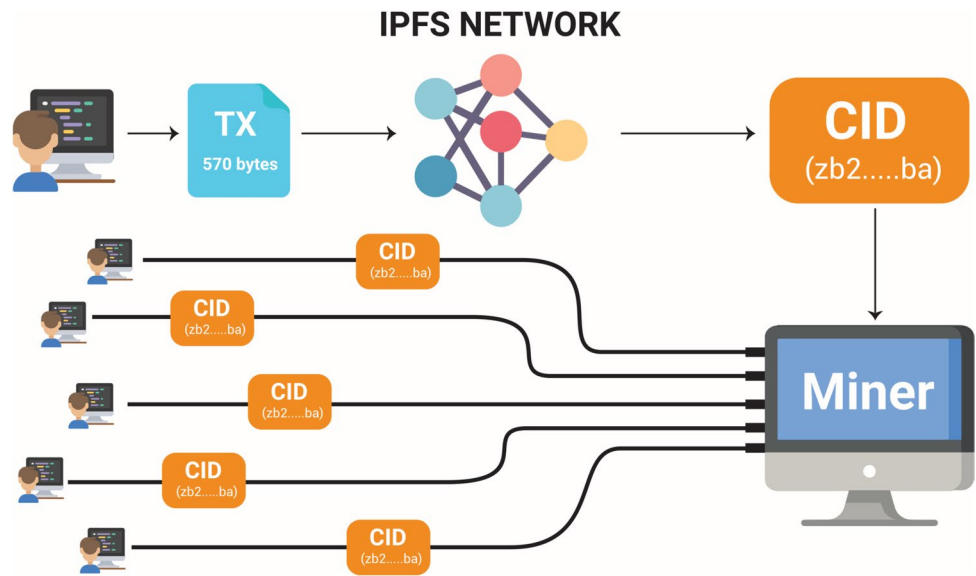 IPFS NETWORK
TX
570 bytes
CID
(zb2.....ba)
CID
(zb2.....ba)
CID
(zb2.....ba)
CID
(zb2.....ba)
Miner
CID
(zb2.....ba)
CID
(zb2.....ba)